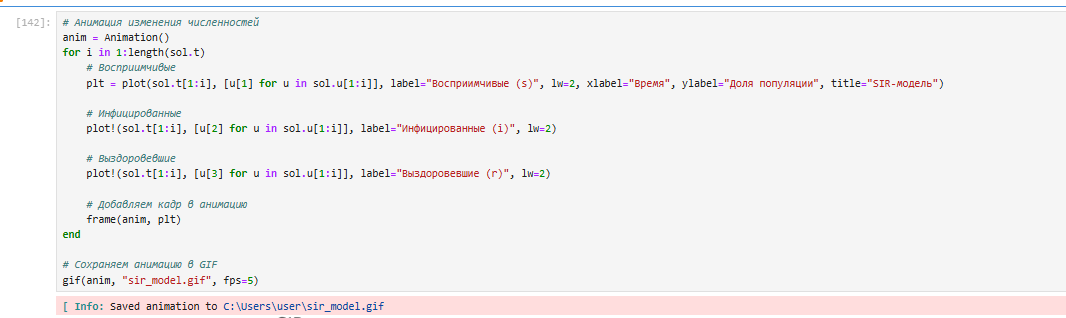 [142]:
# Анимация изменения численностей
anim = Animation()
for i in 1:length(sol.t)
    # Восприимчивые
    plt = plot(sol.t[1:i], [u[1] for u in sol.u[1:i]], label="Восприимчивые (s)", lw=2, xlabel="Время", ylabel="Доля популяции", title="SIR-модель")
    # Инфицированные
    plot!(sol.t[1:i], [u[2] for u in sol.u[1:i]], label="Инфицированные (i)", lw=2)
    # Выздоровевшие
    plot!(sol.t[1:i], [u[3] for u in sol.u[1:i]], label="Выздоровевшие (r)", lw=2)
    # Добавляем кадр в анимацию
    frame(anim, plt)
end
# Сохраняем анимацию в GIF
gif(anim, "sir_model.gif", fps=5)
[ Info: Saved animation to C:\Users\user\sir_model.gif